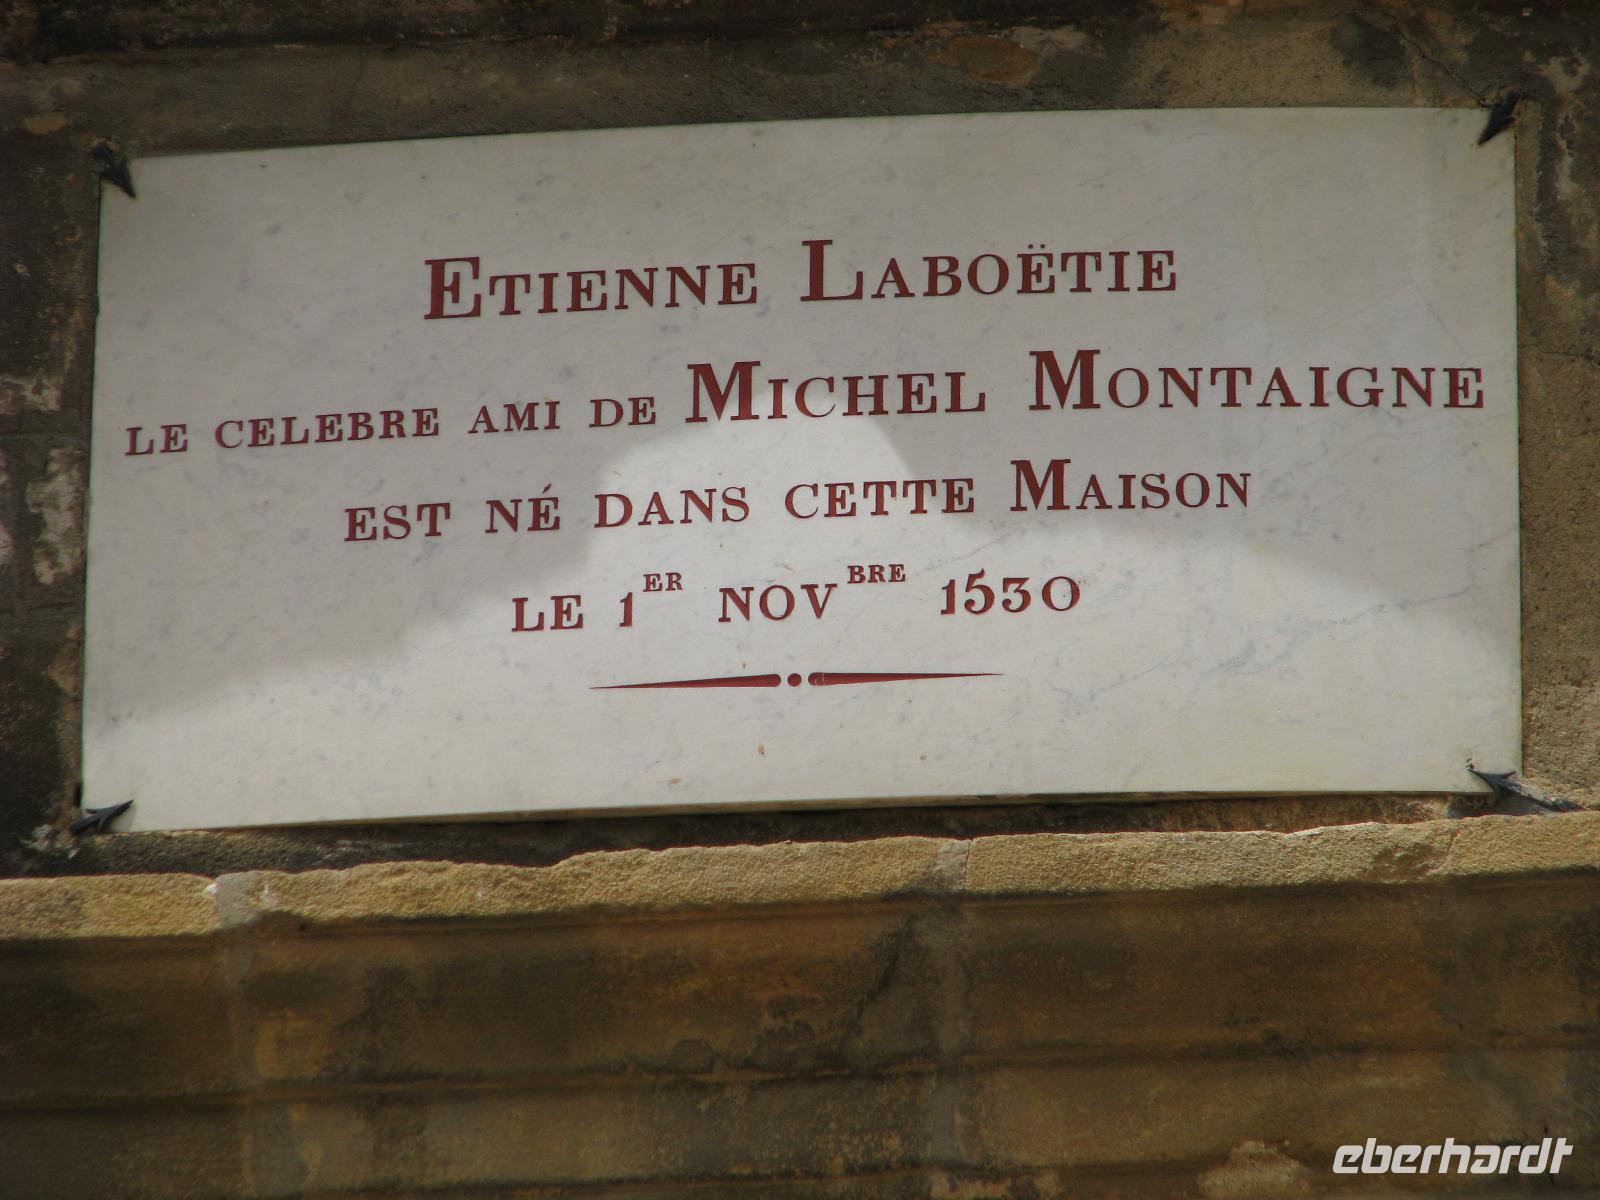 ETIENNE LABOËTIE
LE CELEBRE AMI DE MICHEL MONTAIGNE
EST NÉ DANS CETTE MAISON
LE 1ER NOVBRE 1530
eberhardt